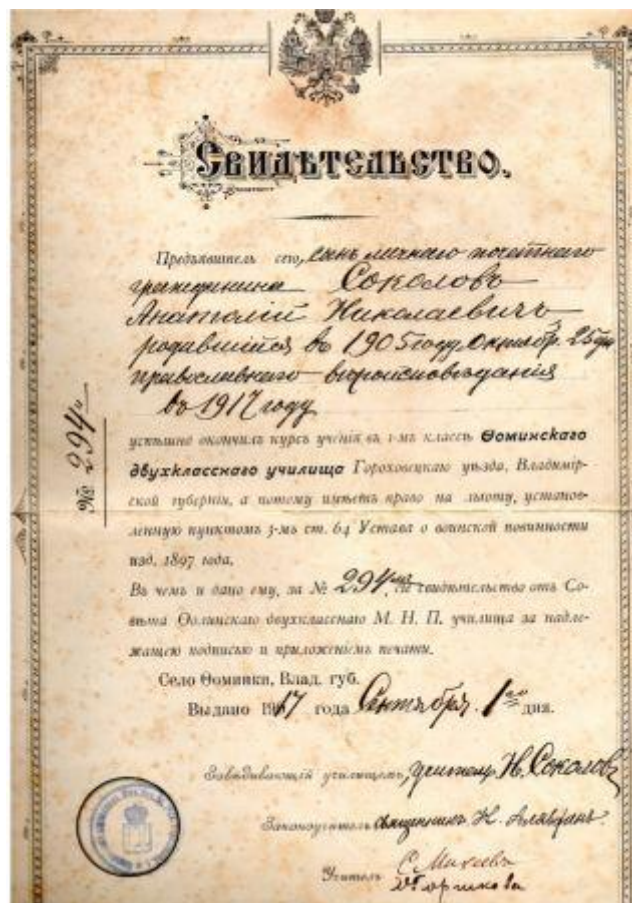 Свидѣтельство.
Предъявитель сего, сынъ личнаго почетнаго
гражданина Соколовъ
Анатолій Николаевичъ
родившійся въ 1905 году октябр. 25 дня
православнаго вѣроисповѣданія
въ 1917 году
№ 294
успѣшно окончилъ курсъ ученія въ 1-мъ классѣ Ѳоминскаго
двухкласснаго училища Гороховецкаго уѣзда, Владимір-
ской губерніи, а потому имѣетъ право на льготу, установ-
ленную пунктомъ 3-мъ ст. 64 Устава о воинской повинности
изд. 1897 года.
Въ чемъ и дано ему, за № 294 свидѣтельство отъ Со-
вѣта Ѳоминскаго двухкласснаго М. Н. П. училища за надле-
жащею подписью и приложеніемъ печати.
Село Ѳоминки, Влад. губ.
Выдано 1917 года Сентября 1 дня.
Завѣдывающій училищемъ, учитель Н. Соколовъ
Законоучитель священникъ Н.
Учитель С. Михеевъ